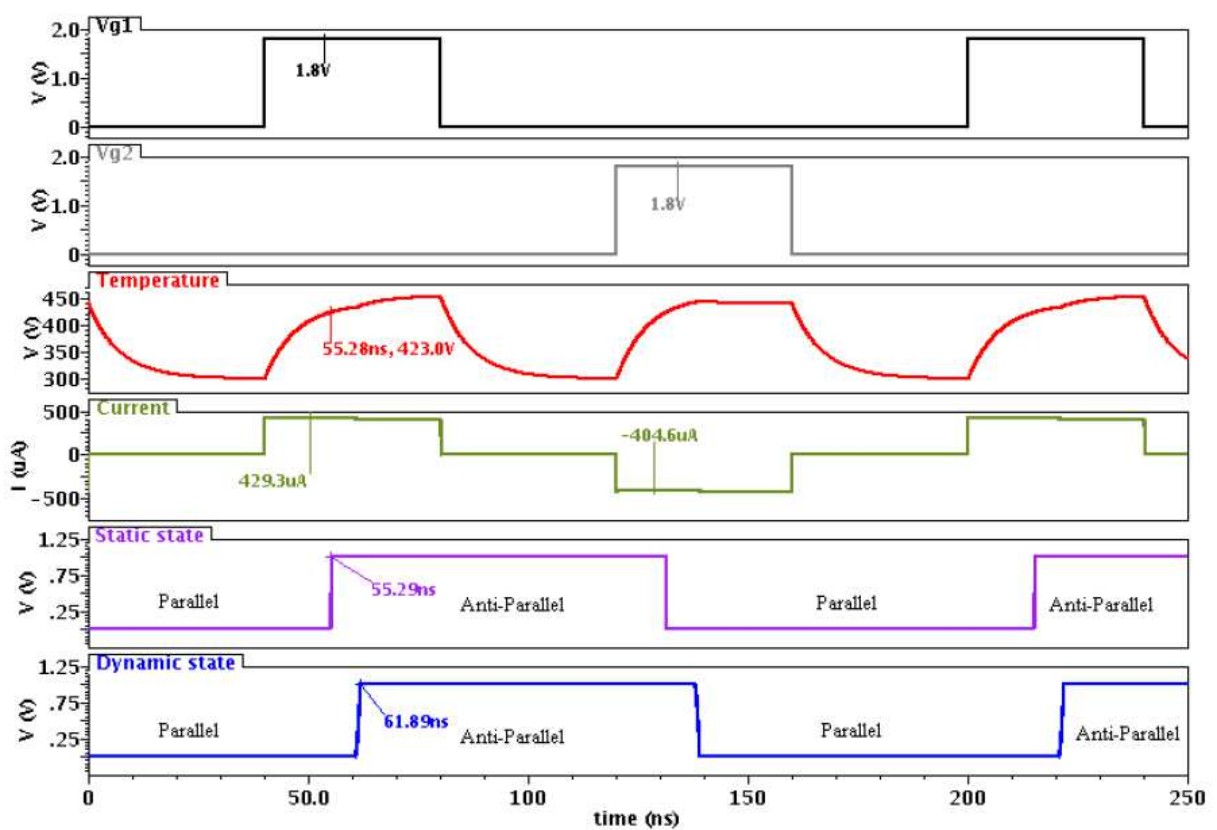 Vg1
2.0
1.0
0
V (V)
1.8V
Vg2
2.0
1.0
0
V (V)
1.8V
Temperature
450
400
350
300
V (V)
55.28ns, 423.0V
Current
500
0
-500
I (uA)
429.3uA
-404.6uA
Static state
1.25
.75
.25
V (V)
55.29ns
Parallel
Anti-Parallel
Parallel
Anti-Parallel
Dynamic state
1.25
.75
.25
V (V)
61.89ns
Parallel
Anti-Parallel
Parallel
Anti-Parallel
0
50.0
100
150
200
250
time (ns)